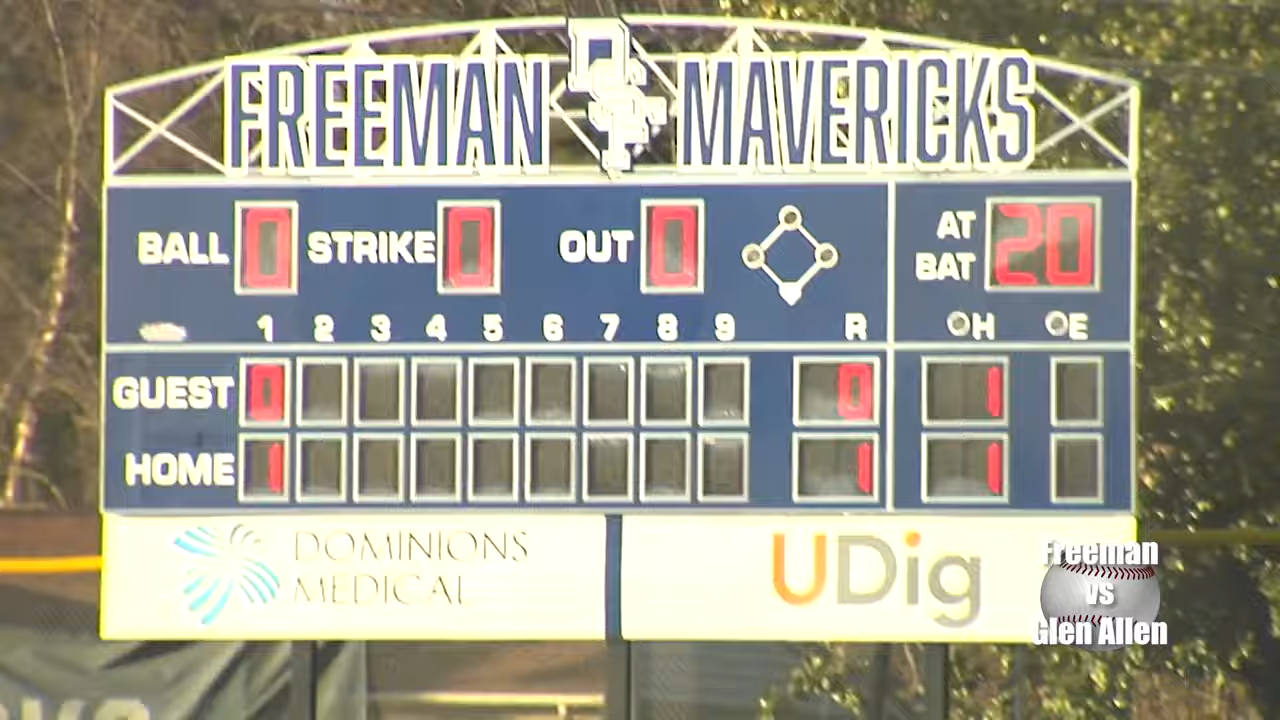 FREEMAN MAVERICKS
BALL 0 STRIKE 0 OUT 0 AT BAT 20
1 2 3 4 5 6 7 8 9 R H E
GUEST 0 0 1
HOME 1 1 1
DOMINIONS
MEDICAL
UDig
Freeman
vs
Glen Allen